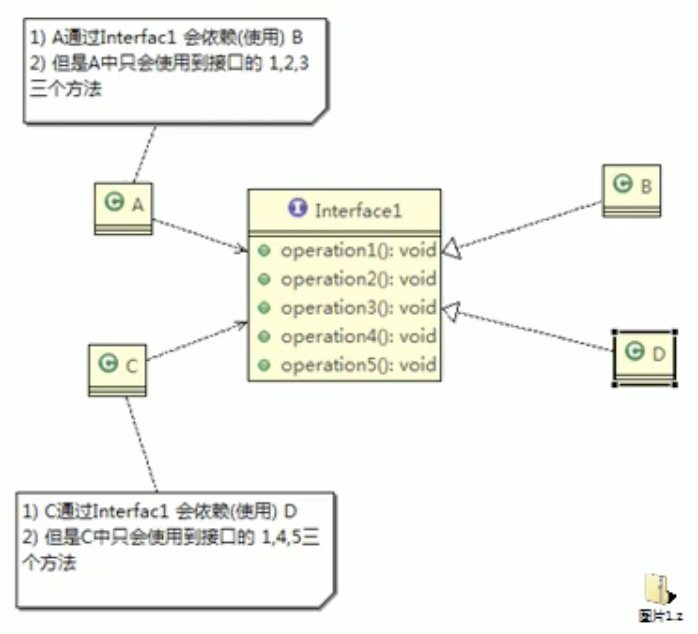 1) A通过Interfac1 会依赖(使用) B
2) 但是A中只会使用到接口的 1,2,3
三个方法
A
Interface1
B
operation1(): void
operation2(): void
operation3(): void
operation4(): void
operation5(): void
C
D
1) C通过Interfac1 会依赖(使用) D
2) 但是C中只会使用到接口的 1,4,5三
个方法
图片1.z